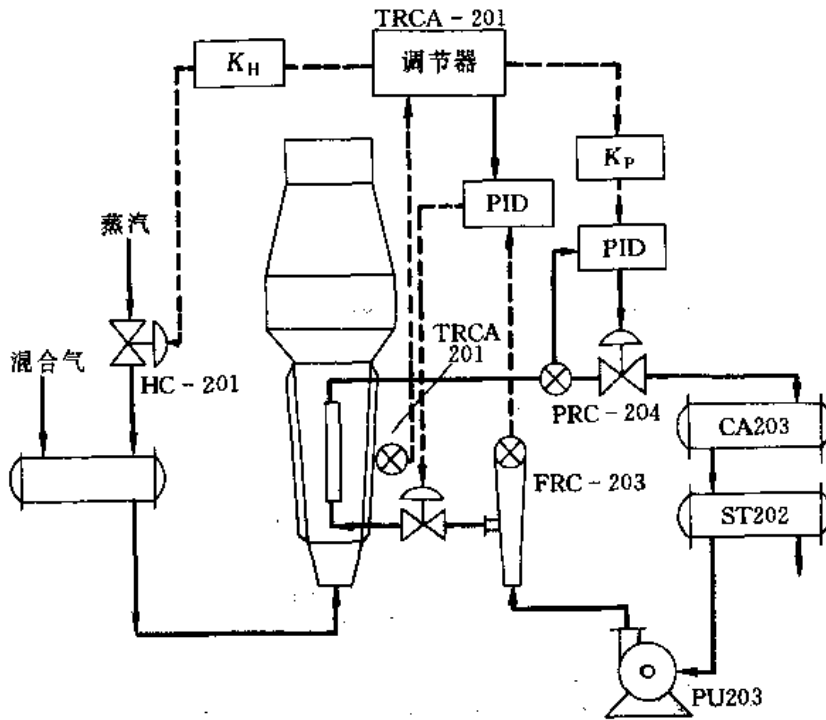 TRCA-201
K_H
调节器
K_P
PID
PID
蒸汽
TRCA
201
混合气
HC-201
PRC-204
CA203
FRC-203
ST202
PU203